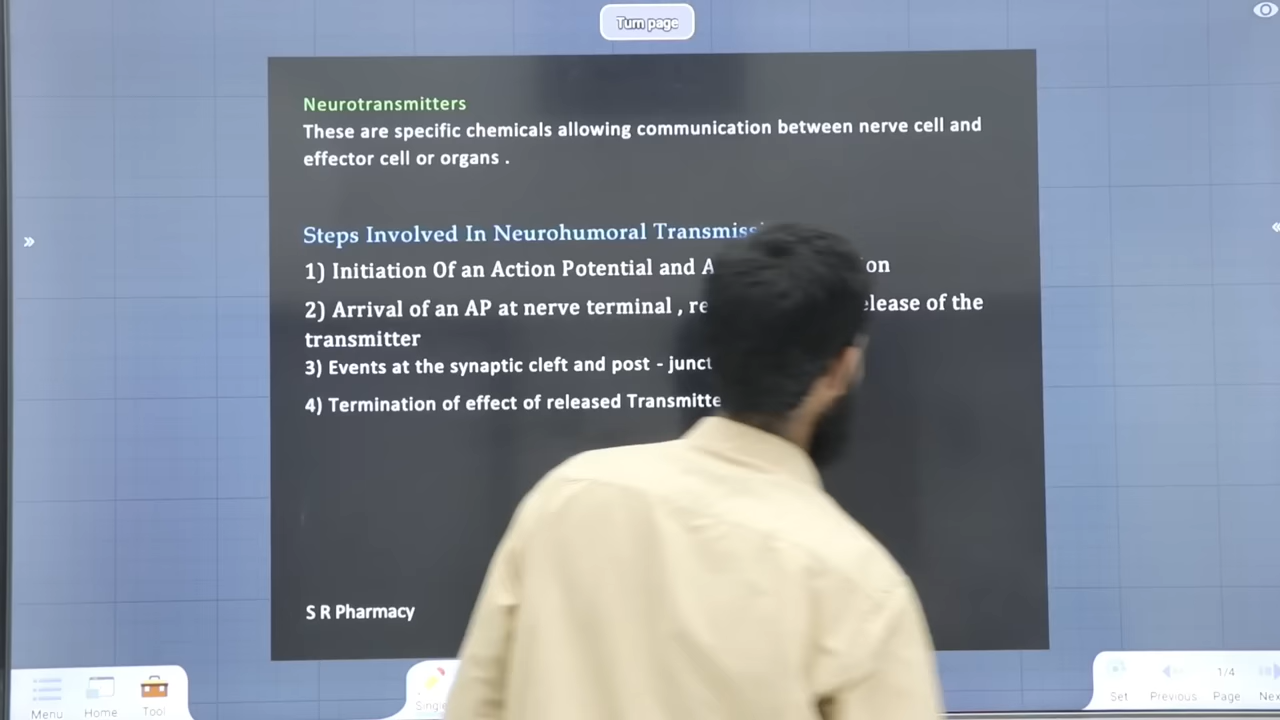 Turn page
Neurotransmitters
These are specific chemicals allowing communication between nerve cell and
effector cell or organs .
Steps Involved In Neurohumoral
1) Initiation Of an Action Potential and
2) Arrival of an AP at nerve terminal , of the
transmitter
3) Events at the synaptic cleft and post -
4) Termination of effect of released
S R Pharmacy
Menu Home Tool
Set Previous Page
1/4